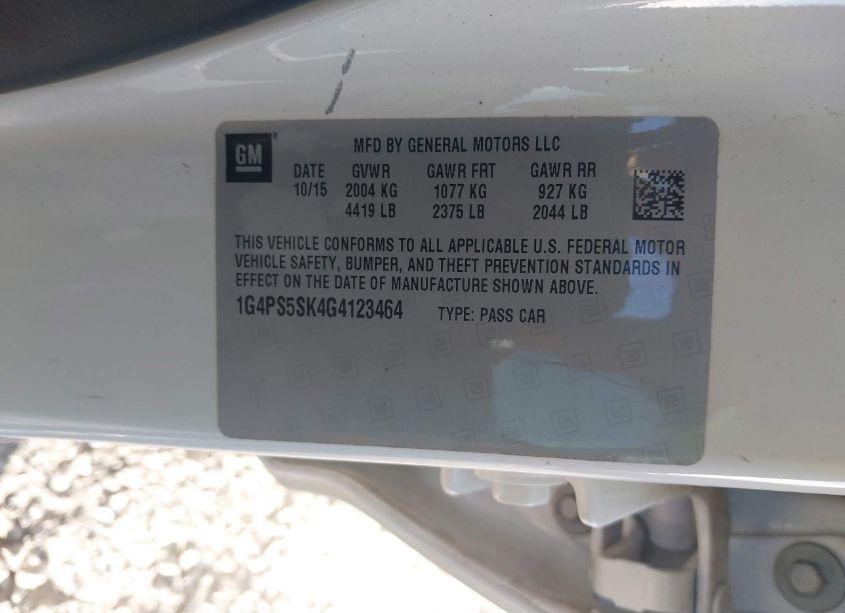 GM
MFD BY GENERAL MOTORS LLC
DATE GVWR GAWR FRT GAWR RR
10/15 2004 KG 1077 KG 927 KG
4419 LB 2375 LB 2044 LB
THIS VEHICLE CONFORMS TO ALL APPLICABLE U.S. FEDERAL MOTOR
VEHICLE SAFETY, BUMPER, AND THEFT PREVENTION STANDARDS IN
EFFECT ON THE DATE OF MANUFACTURE SHOWN ABOVE.
1G4PS5SK4G4123464 TYPE: PASS CAR